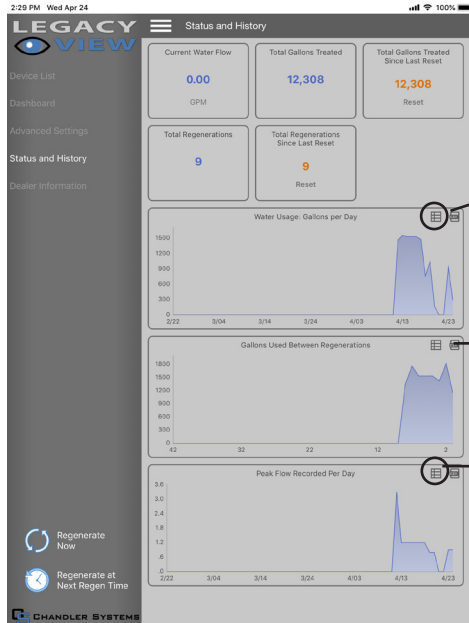 2:29 PM Wed Apr 24
100%
LEGACY
VIEW
Status and History
Device List
Dashboard
Advanced Settings
Status and History
Dealer Information
Regenerate
Now
Regenerate at
Next Regen Time
CHANDLER SYSTEMS
Current Water Flow
0.00
GPM
Total Gallons Treated
12,308
Total Gallons Treated
Since Last Reset
12,308
Reset
Total Regenerations
9
Total Regenerations
Since Last Reset
9
Reset
Water Usage: Gallons per Day
1500
1200
900
600
300
0
2/22 3/04 3/14 3/24 4/03 4/13 4/23
Gallons Used Between Regenerations
1800
1500
1200
900
600
300
0
42 32 22 12 2
Peak Flow Recorded Per Day
3.6
3.0
2.4
1.8
1.2
.6
.0
2/22 3/04 3/14 3/24 4/03 4/13 4/23